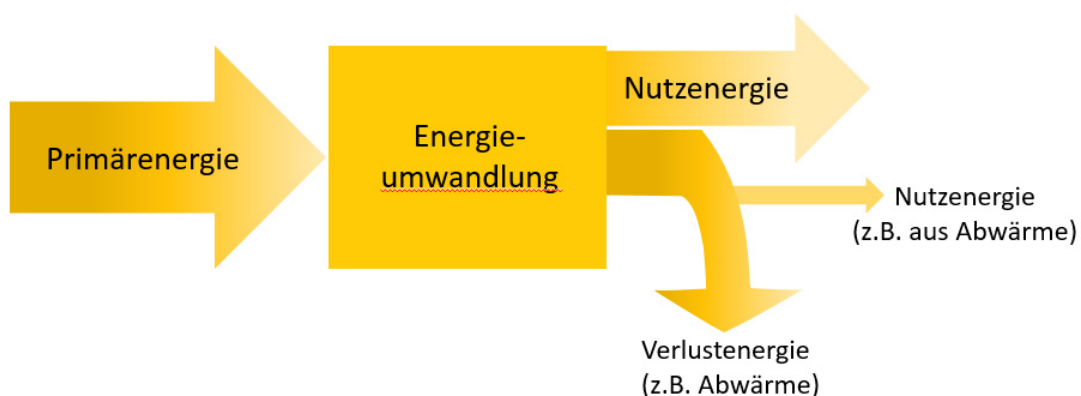 Primärenergie
Energie-
umwandlung
Nutzenergie
Nutzenergie
(z.B. aus Abwärme)
Verlustenergie
(z.B. Abwärme)